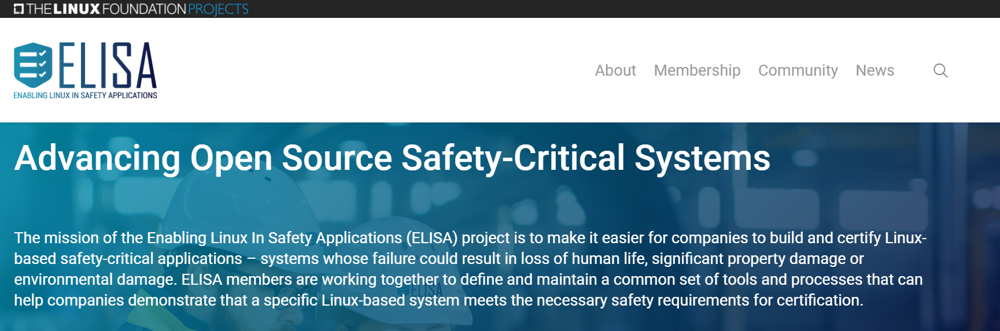 THE LINUX FOUNDATION PROJECTS
ELISA
ENABLING LINUX IN SAFETY APPLICATIONS
About Membership Community News
Advancing Open Source Safety-Critical Systems
The mission of the Enabling Linux In Safety Applications (ELISA) project is to make it easier for companies to build and certify Linux-
based safety-critical applications – systems whose failure could result in loss of human life, significant property damage or
environmental damage. ELISA members are working together to define and maintain a common set of tools and processes that can
help companies demonstrate that a specific Linux-based system meets the necessary safety requirements for certification.
ELISA